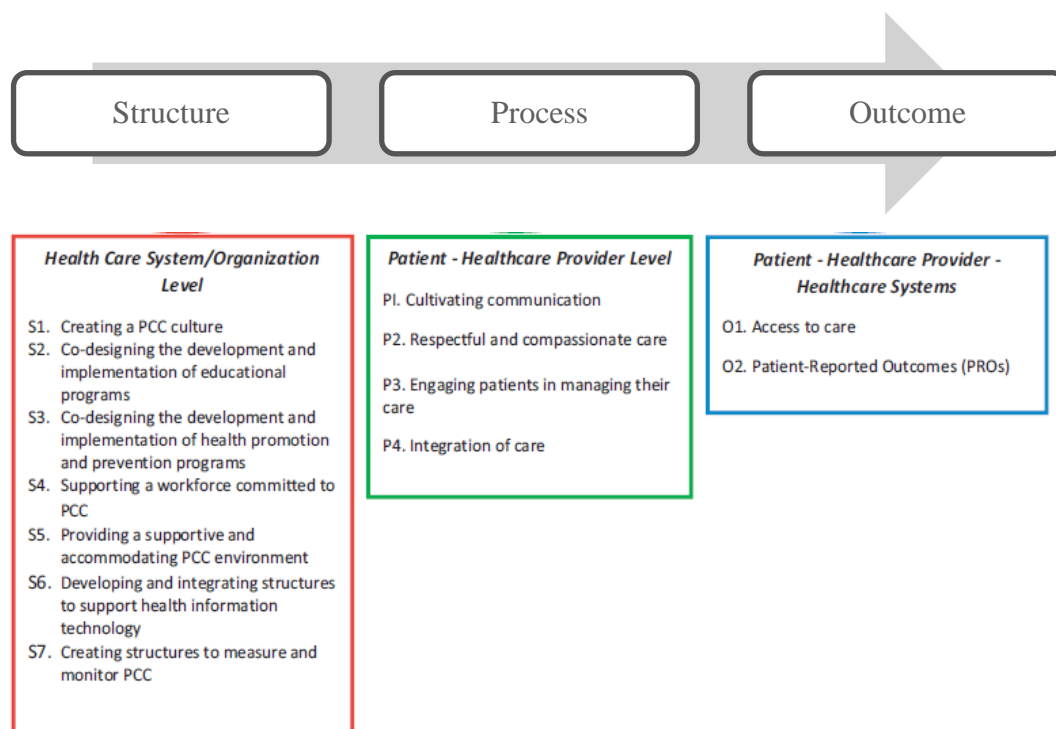 Structure
Process
Outcome
Health Care System/Organization
Level
S1. Creating a PCC culture
S2. Co-designing the development and
implementation of educational
programs
S3. Co-designing the development and
implementation of health promotion
and prevention programs
S4. Supporting a workforce committed to
PCC
S5. Providing a supportive and
accommodating PCC environment
S6. Developing and integrating structures
to support health information
technology
S7. Creating structures to measure and
monitor PCC
Patient - Healthcare Provider Level
PI. Cultivating communication
P2. Respectful and compassionate care
P3. Engaging patients in managing their
care
P4. Integration of care
Patient - Healthcare Provider -
Healthcare Systems
O1. Access to care
O2. Patient-Reported Outcomes (PROs)